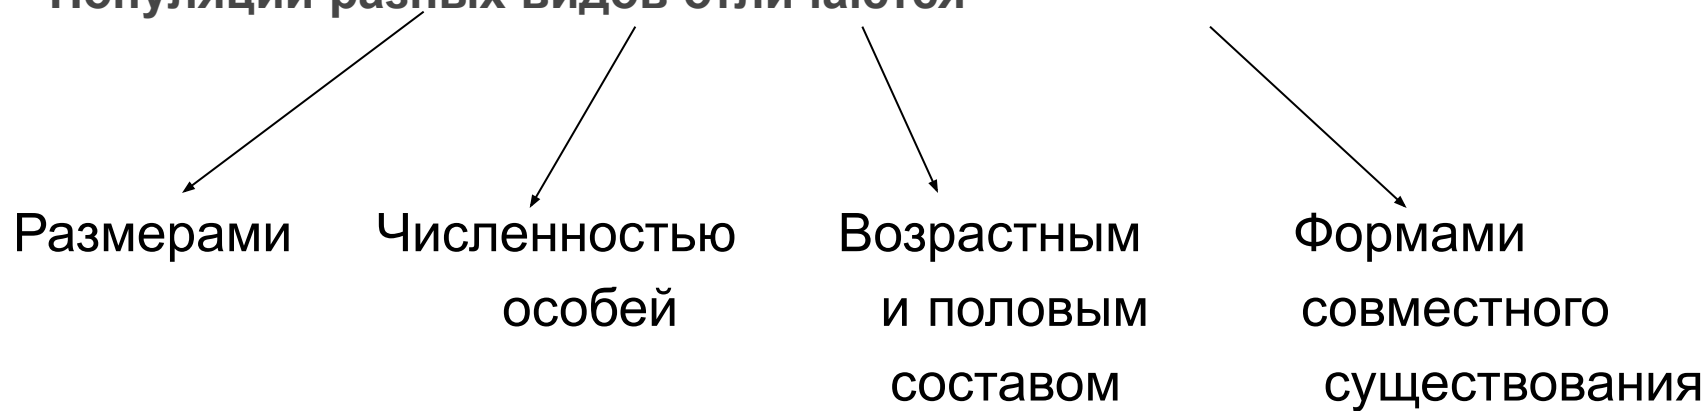 Популяции разных видов отличаются
Размерами Численностью Возрастным Формами
особей и половым совместного
составом существования